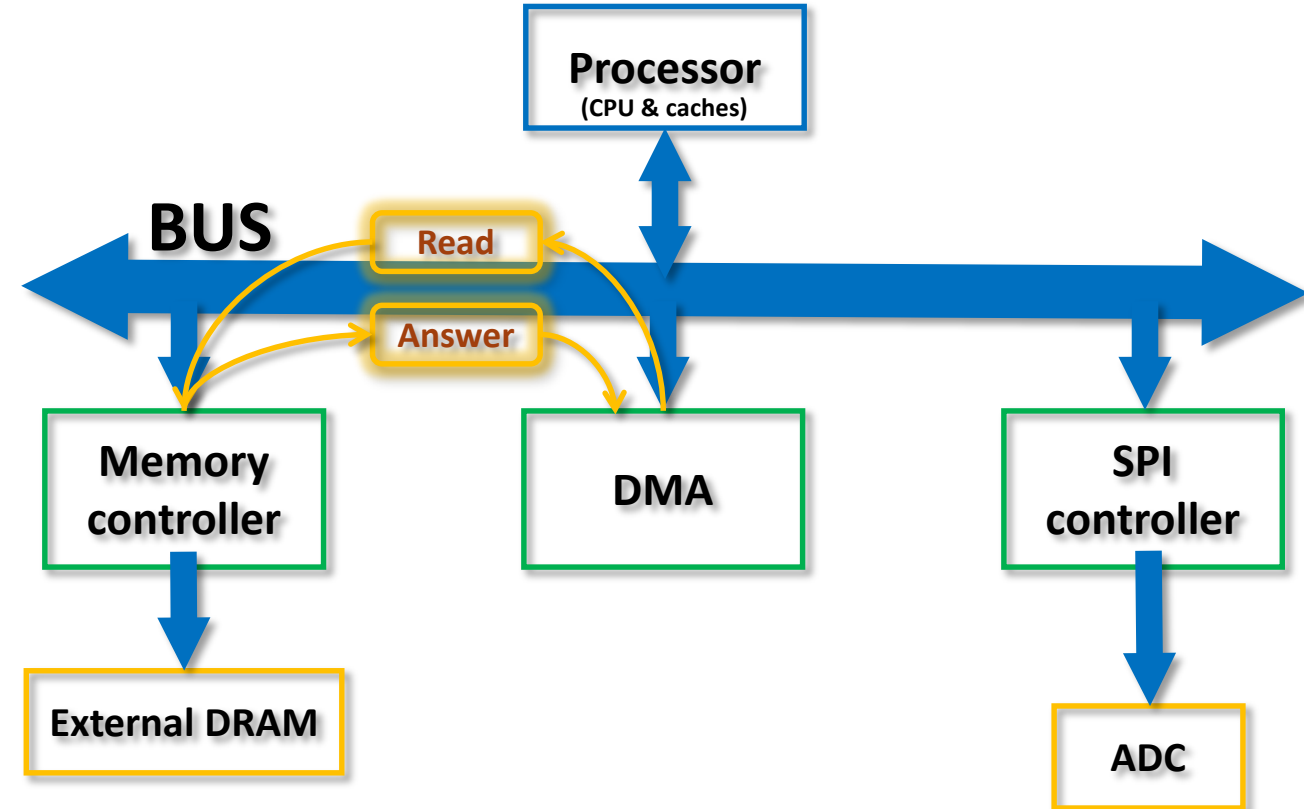 Processor
(CPU & caches)
BUS
Read
Answer
Memory
controller
DMA
SPI
controller
External DRAM
ADC